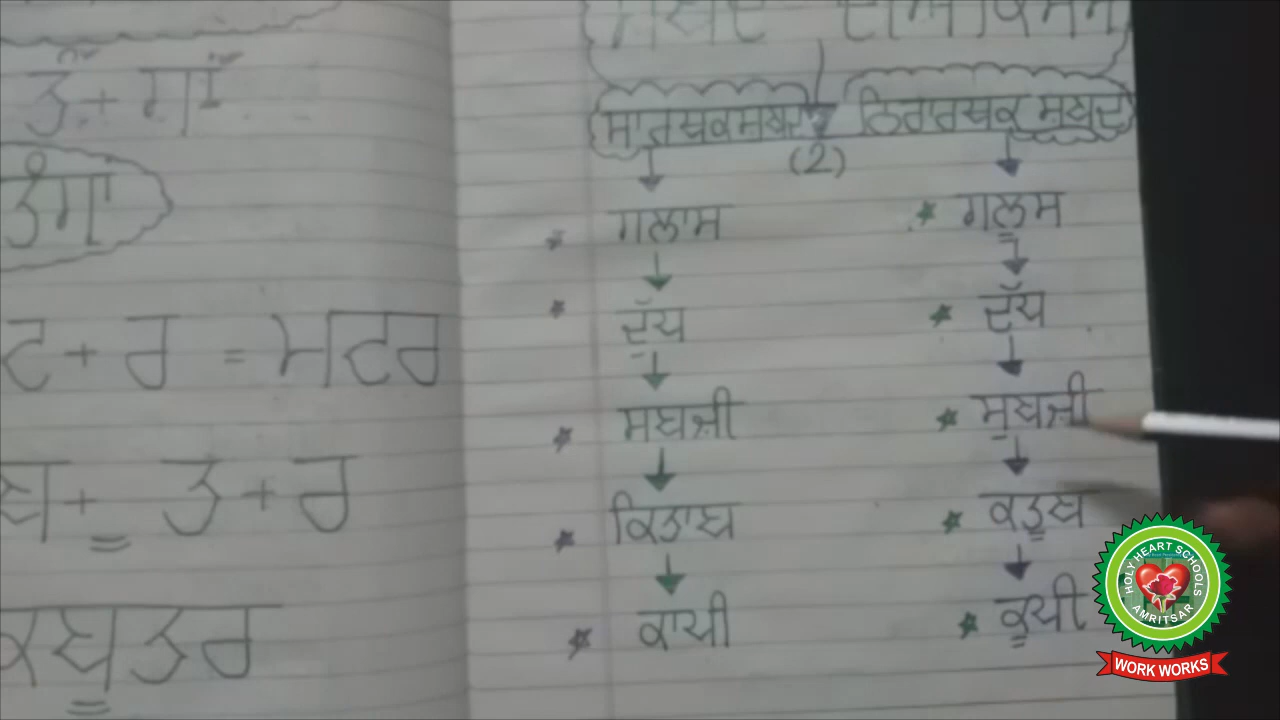 ਤੰ + ਗਾਂ
ਤੰਗਾ
ਟ + ਰ = ਮਟਰ
ਬ + ਤ + ਰ
ਕਬੂਤਰ
ਸਾਰਥਕ ਸ਼ਬਦ ਨਿਰਾਰਥਕ ਸ਼ਬਦ
(2)
ਗਲਾਸ ਗਲੂਸ
ਦੁੱਧ ਦੁੱਚ
ਸਬਜ਼ੀ ਸੁਬਜ਼ੀ
ਕਿਤਾਬ ਕਤੂਬ
ਕਾਪੀ ਕੂਪੀ
HOLY HEART SCHOOLS
AMRITSAR
WORK WORKS